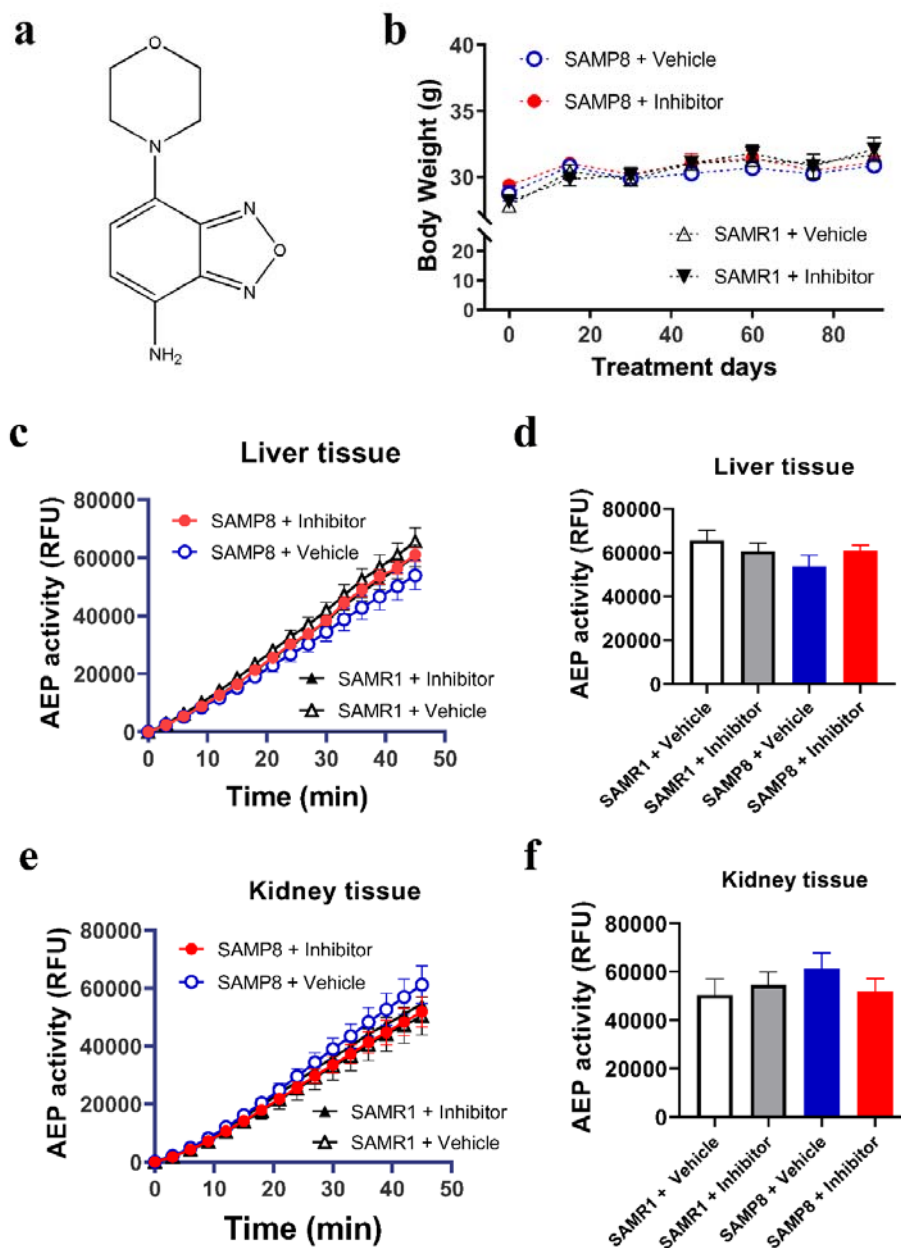 a
O
N
N
O
N
NH2
b
Body Weight (g)
40
35
30
20
10
0
SAMP8 + Vehicle
SAMP8 + Inhibitor
SAMR1 + Vehicle
SAMR1 + Inhibitor
0 20 40 60 80
Treatment days
c
Liver tissue
AEP activity (RFU)
80000
60000
40000
20000
0
SAMP8 + Inhibitor
SAMP8 + Vehicle
SAMR1 + Inhibitor
SAMR1 + Vehicle
0 10 20 30 40 50
Time (min)
d
Liver tissue
AEP activity (RFU)
80000
60000
40000
20000
0
SAMR1 + Vehicle
SAMR1 + Inhibitor
SAMP8 + Vehicle
SAMP8 + Inhibitor
e
Kidney tissue
AEP activity (RFU)
80000
60000
40000
20000
0
SAMP8 + Inhibitor
SAMP8 + Vehicle
SAMR1 + Inhibitor
SAMR1 + Vehicle
0 10 20 30 40 50
Time (min)
f
Kidney tissue
AEP activity (RFU)
80000
60000
40000
20000
0
SAMR1 + Vehicle
SAMR1 + Inhibitor
SAMP8 + Vehicle
SAMP8 + Inhibitor